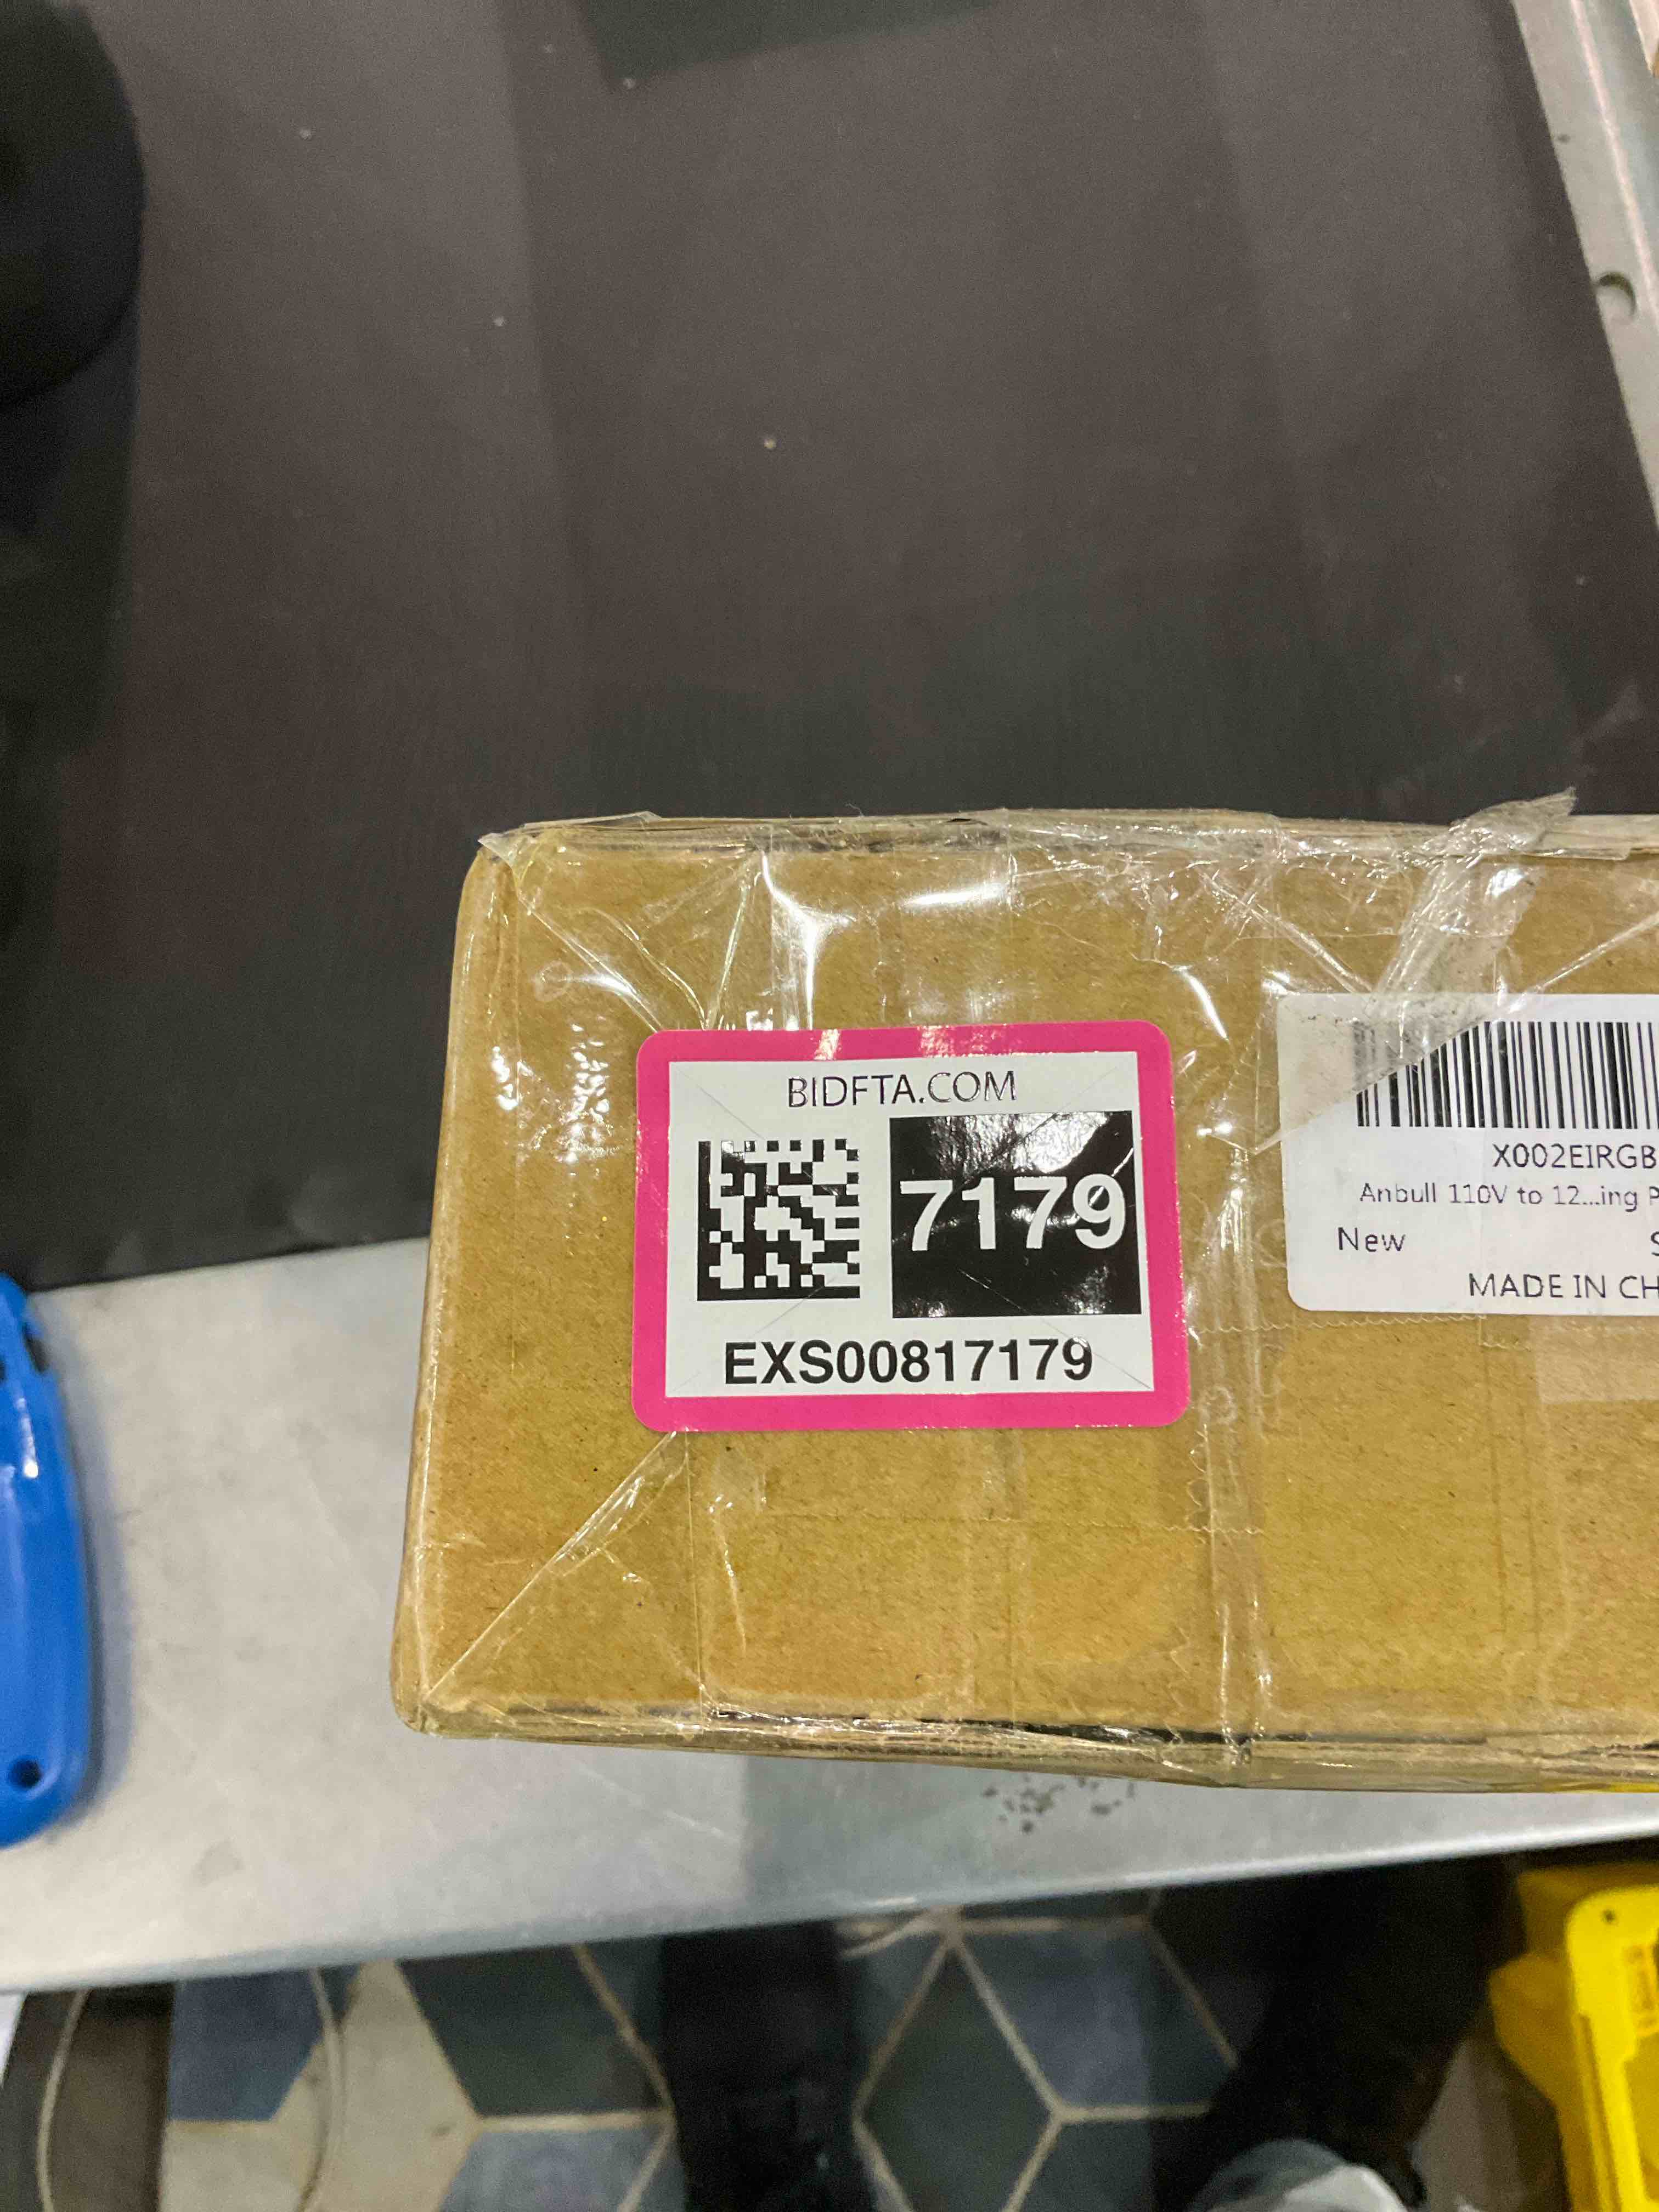 BIDFTA.COM
7179
EXS00817179
X002EIRGB
Anbull 110V to 12...ing P
New S
MADE IN CH